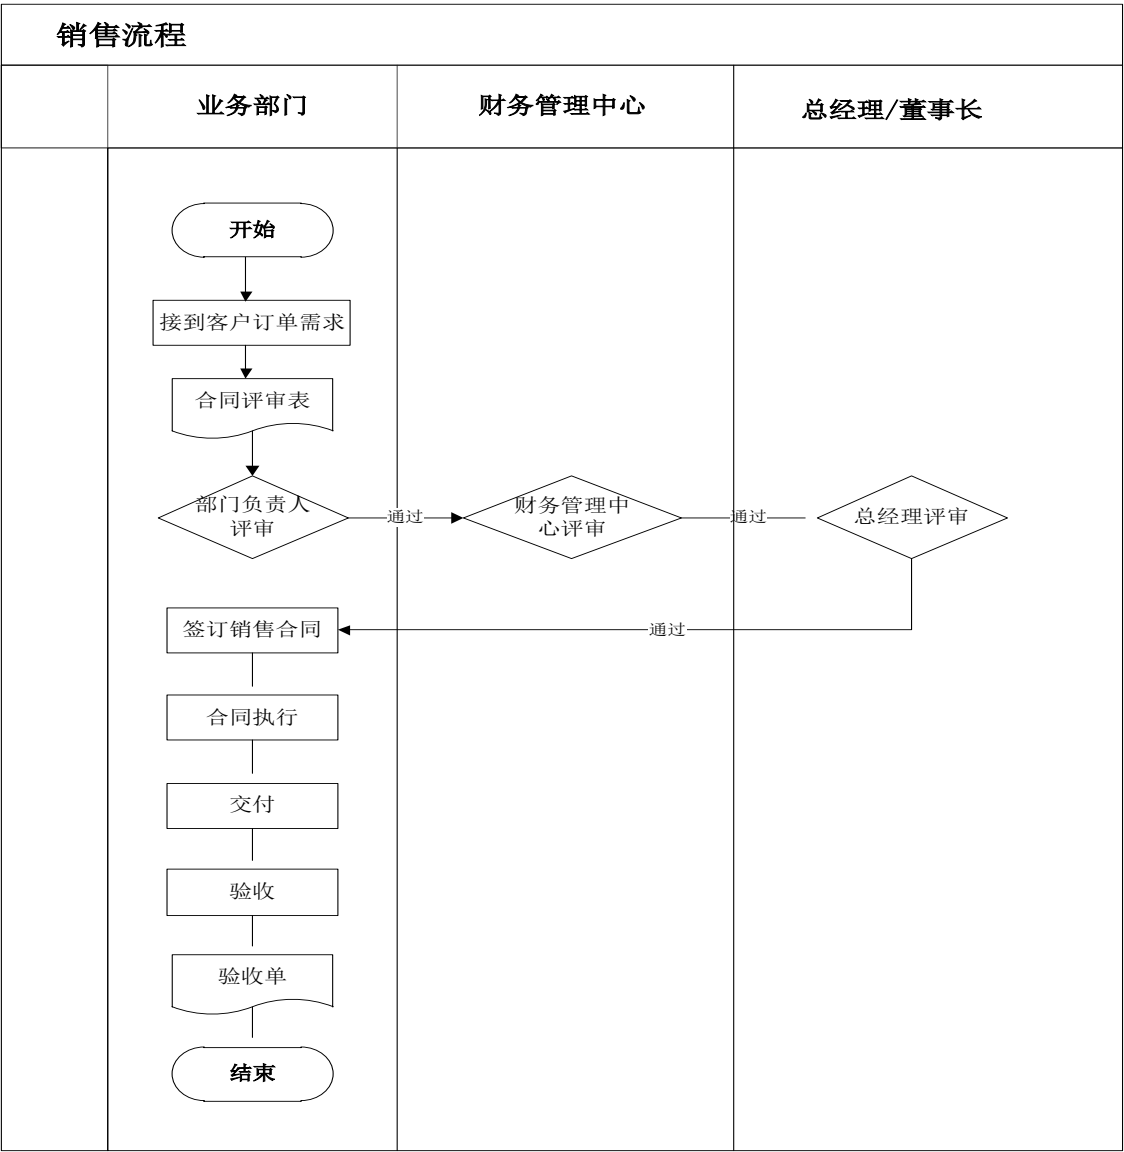 销售流程
业务部门
财务管理中心
总经理/董事长
开始
接到客户订单需求
合同评审表
部门负责人
评审
通过
财务管理中
心评审
通过
总经理评审
签订销售合同
通过
合同执行
交付
验收
验收单
结束